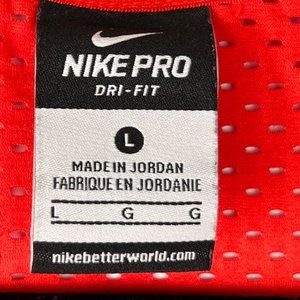 NIKE PRO
DRI-FIT
L
MADE IN JORDAN
FABRIQUE EN JORDANIE
L G G
nikebetterworld.com